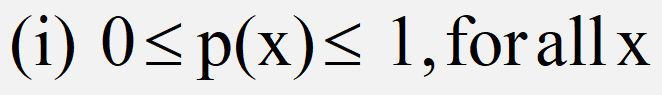 (i) 0 ≤ p(x) ≤ 1, for all x